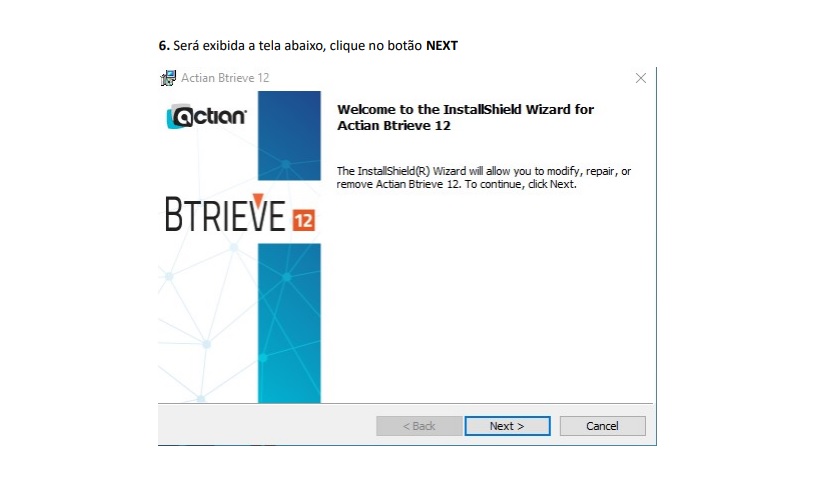 6. Será exibida a tela abaixo, clique no botão NEXT
Actian Btrieve 12
actian
Welcome to the InstallShield Wizard for
Actian Btrieve 12
The InstallShield(R) Wizard will allow you to modify, repair, or
remove Actian Btrieve 12. To continue, click Next.
BTRIEVE 12
< Back
Next >
Cancel